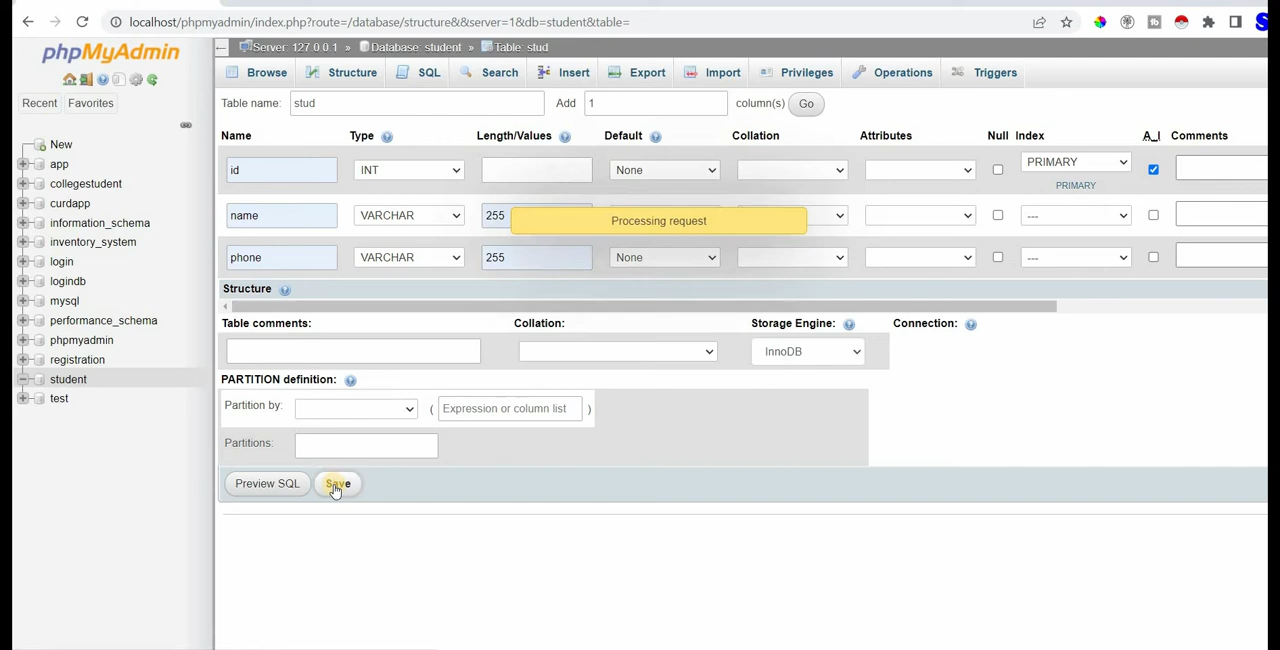 localhost/phpmyadmin/index.php?route=/database/structure&&server=1&db=student&table=
phpMyAdmin
Recent Favorites
New
app
collegestudent
curdapp
information_schema
inventory_system
login
logindb
mysql
performance_schema
phpmyadmin
registration
student
test
Server: 127.0.0.1 » Database: student » Table: stud
Browse Structure SQL Search Insert Export Import Privileges Operations Triggers
Table name: stud Add 1 column(s) Go
Name Type Length/Values Default Collation Attributes Null Index A_I Comments
id INT None PRIMARY
PRIMARY
name VARCHAR 255 ---
Processing request
phone VARCHAR 255 None ---
Structure
Table comments: Collation: Storage Engine: Connection:
InnoDB
PARTITION definition:
Partition by: ( Expression or column list )
Partitions:
Preview SQL Save